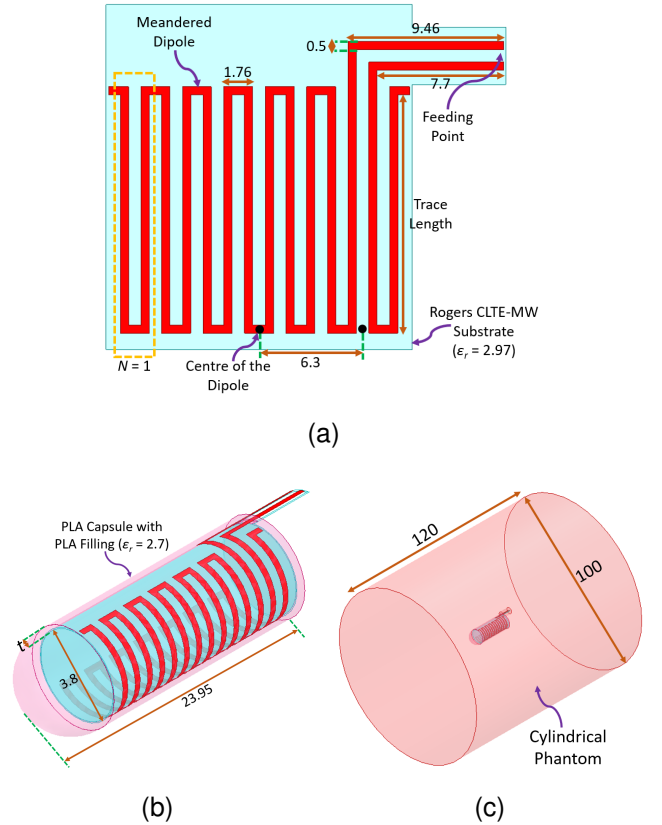 Meandered
Dipole
9.46
0.5
1.76
7.7
Feeding
Point
Trace
Length
Rogers CLTE-MW
Substrate
(εr = 2.97)
N = 1
Centre of the
Dipole
6.3
(a)
PLA Capsule with
PLA Filling (εr = 2.7)
t
3.8
23.95
(b)
120
100
Cylindrical
Phantom
(c)